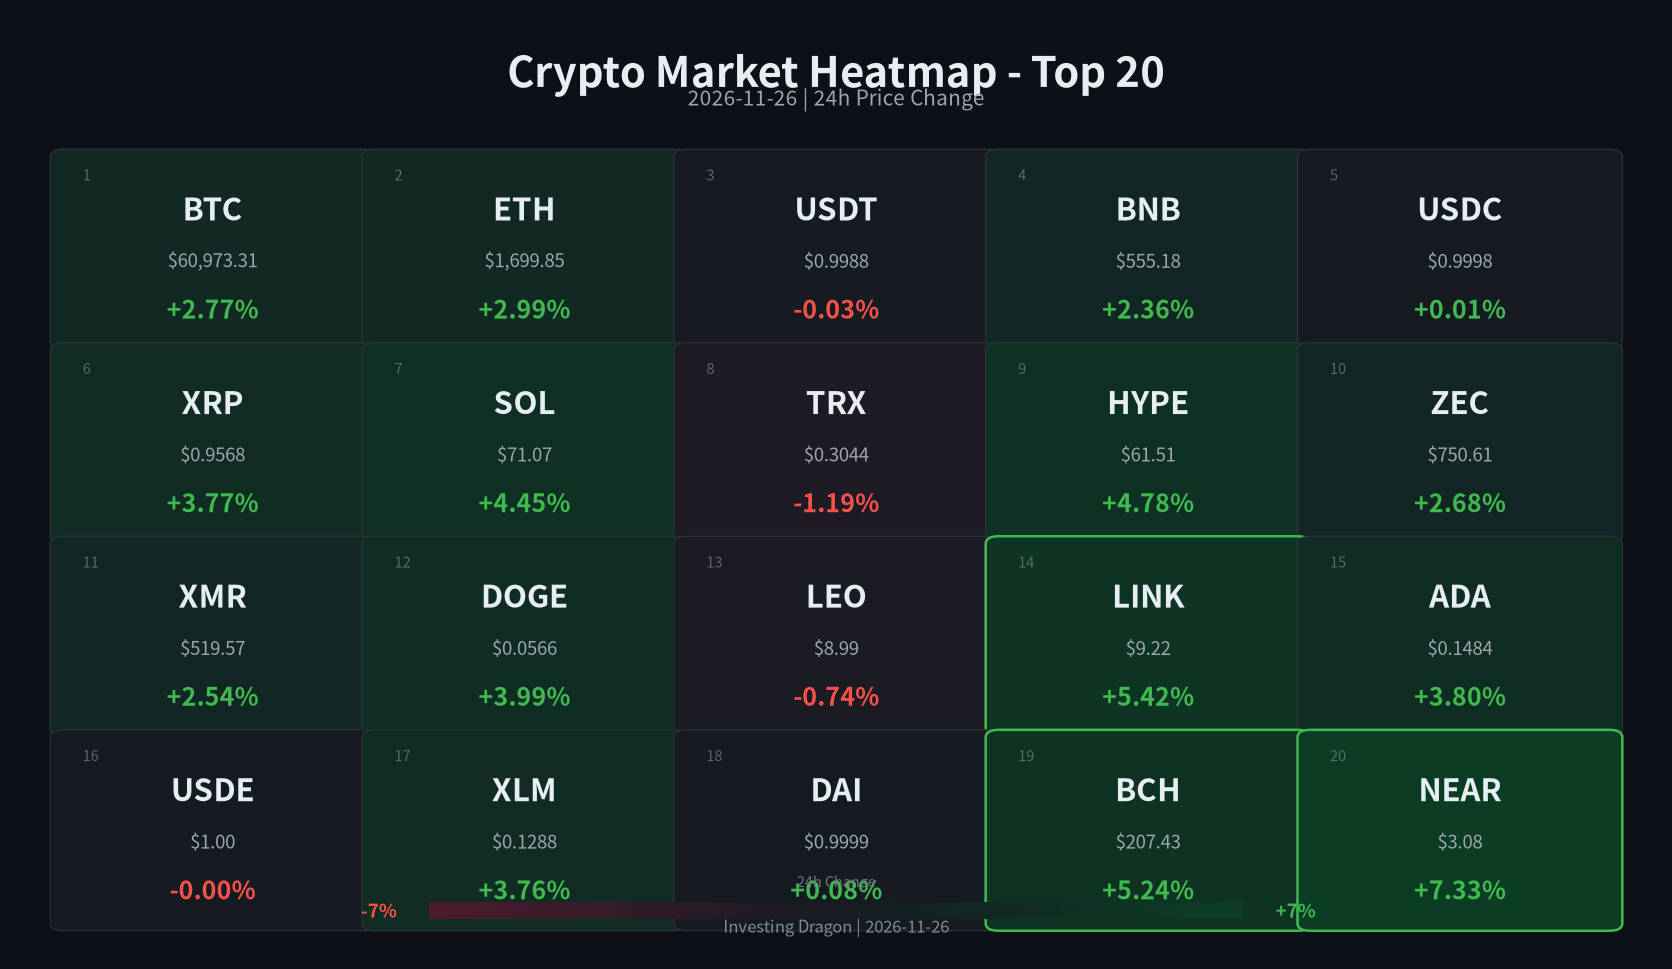 Crypto Market Heatmap - Top 20
2026-11-26 | 24h Price Change
1
BTC
$60,973.31
+2.77%
2
ETH
$1,699.85
+2.99%
3
USDT
$0.9988
-0.03%
4
BNB
$555.18
+2.36%
5
USDC
$0.9998
+0.01%
6
XRP
$0.9568
+3.77%
7
SOL
$71.07
+4.45%
8
TRX
$0.3044
-1.19%
9
HYPE
$61.51
+4.78%
10
ZEC
$750.61
+2.68%
11
XMR
$519.57
+2.54%
12
DOGE
$0.0566
+3.99%
13
LEO
$8.99
-0.74%
14
LINK
$9.22
+5.42%
15
ADA
$0.1484
+3.80%
16
USDE
$1.00
-0.00%
17
XLM
$0.1288
+3.76%
18
DAI
$0.9999
+0.08%
19
BCH
$207.43
+5.24%
20
NEAR
$3.08
+7.33%
24h Change
-7%
+7%
Investing Dragon | 2026-11-26